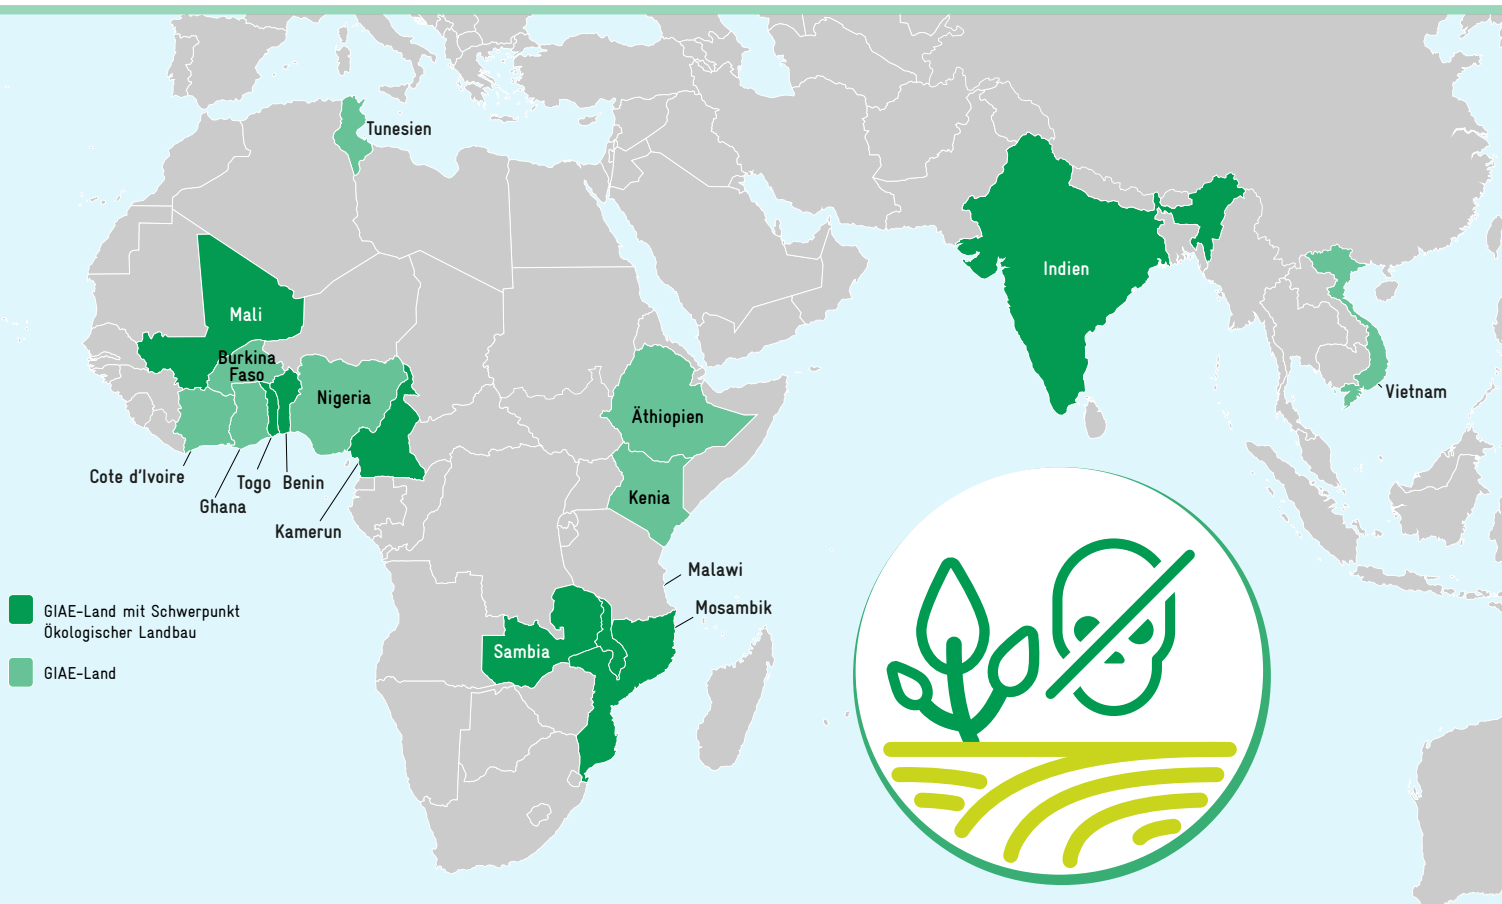 Tunesien
Mali
Indien
Burkina
Faso
Nigeria
Äthiopien
Vietnam
Cote d'Ivoire
Togo
Benin
Ghana
Kenia
Kamerun
Malawi
Mosambik
GIAE-Land mit Schwerpunkt
Ökologischer Landbau
Sambia
GIAE-Land